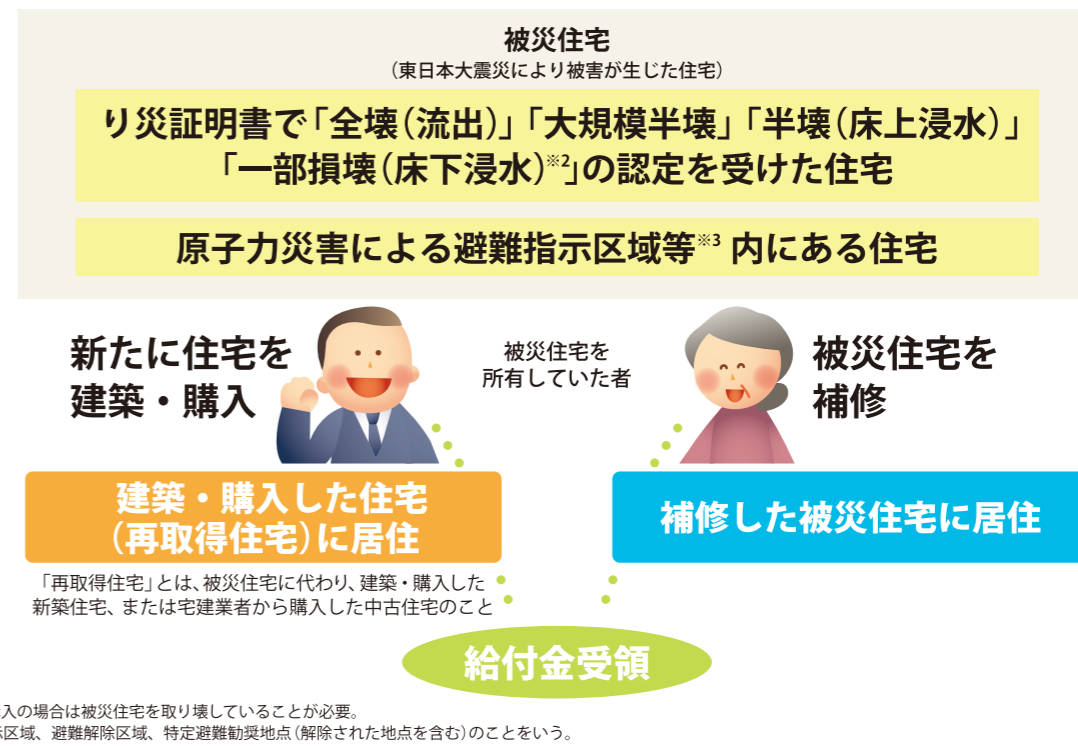 被災住宅
（東日本大震災により被害が生じた住宅）
り災証明書で「全壊（流出）」「大規模半壊」「半壊（床上浸水）」
「一部損壊（床下浸水）※2」の認定を受けた住宅
原子力災害による避難指示区域等※3 内にある住宅
新たに住宅を
建築・購入
被災住宅を
所有していた者
被災住宅を
補修
建築・購入した住宅
（再取得住宅）に居住
補修した被災住宅に居住
「再取得住宅」とは、被災住宅に代わり、建築・購入した
新築住宅、または宅建業者から購入した中古住宅のこと
給付金受領
入の場合は被災住宅を取り壊していることが必要。
区域、避難解除区域、特定避難勧奨地点（解除された地点を含む）のことをいう。